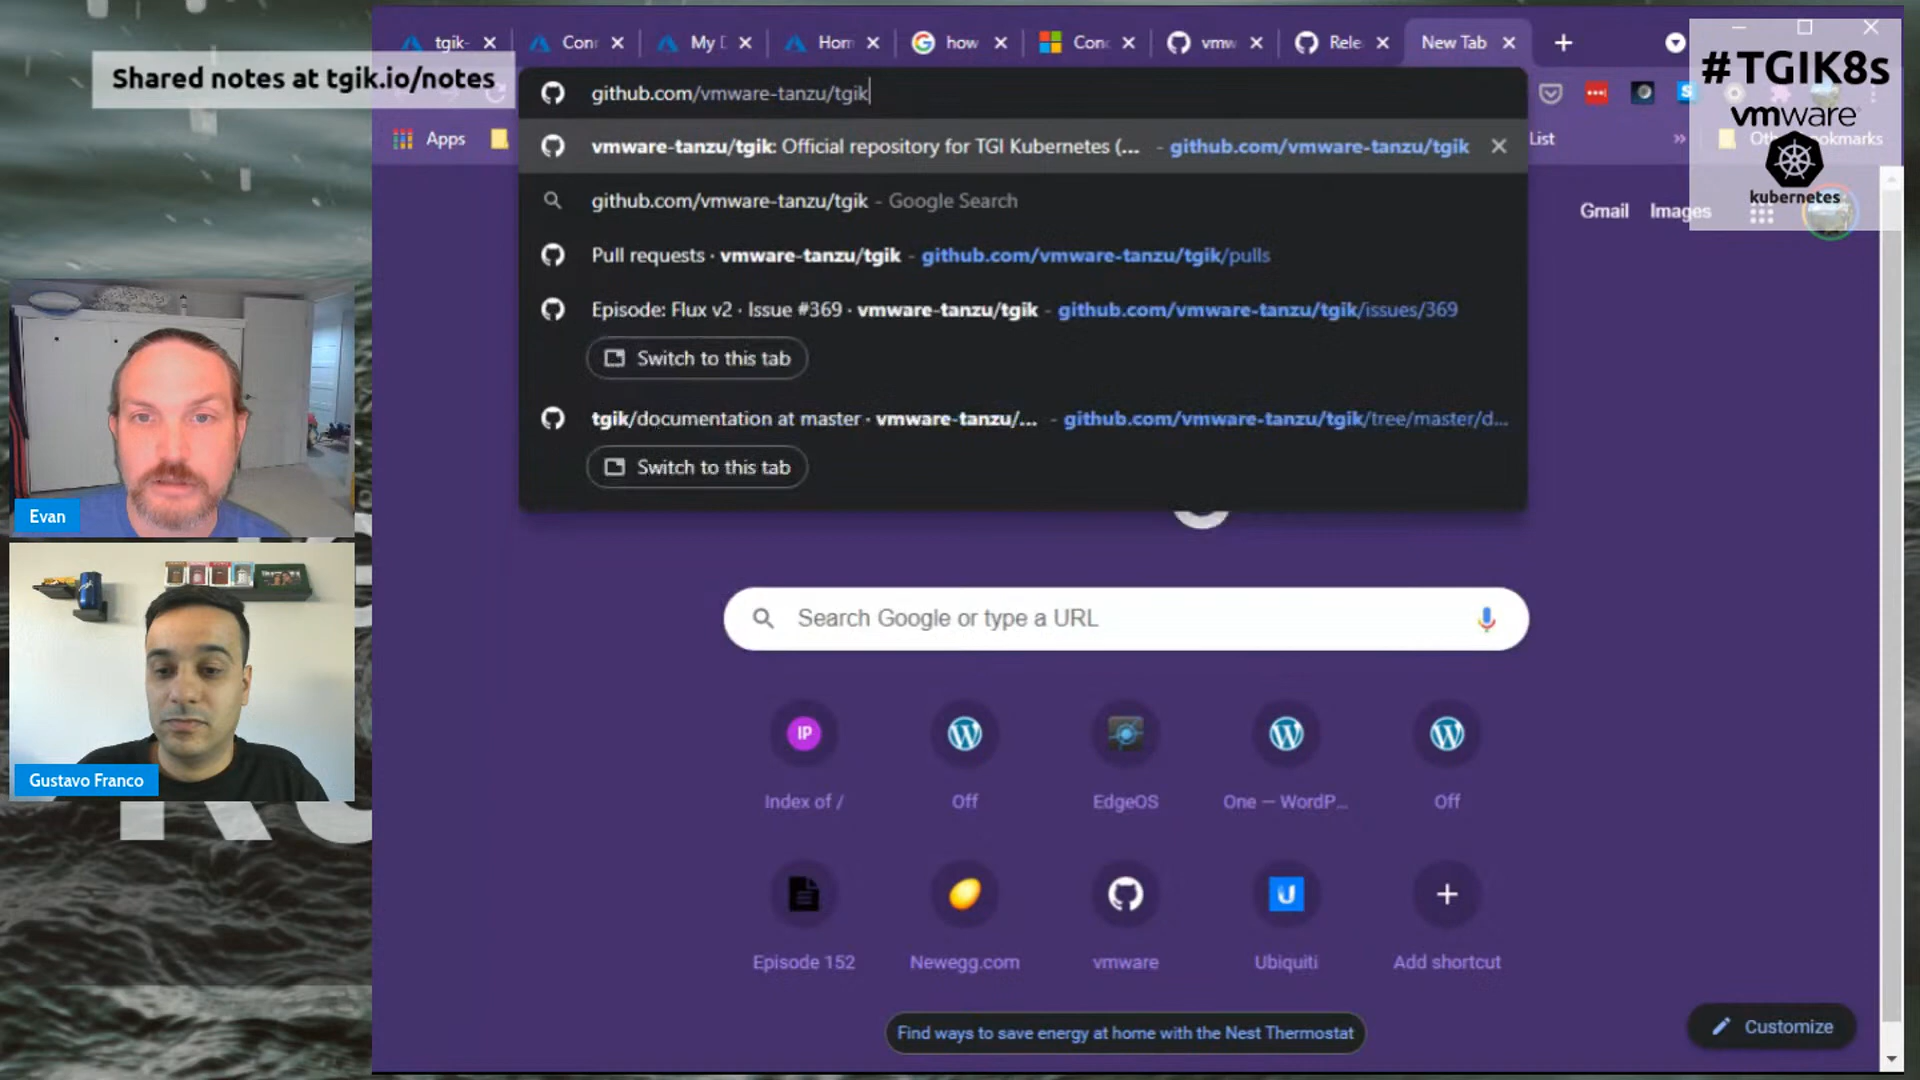 Shared notes at tgik.io/notes
tgik-
Con
My D
Hom
how
Con
vmw
Rele
New Tab
#TGIK8s
vmware
kubernetes
github.com/vmware-tanzu/tgik
Apps
List
Other bookmarks
vmware-tanzu/tgik: Official repository for TGI Kubernetes (... - github.com/vmware-tanzu/tgik
github.com/vmware-tanzu/tgik - Google Search
Pull requests · vmware-tanzu/tgik - github.com/vmware-tanzu/tgik/pulls
Episode: Flux v2 · Issue #369 · vmware-tanzu/tgik - github.com/vmware-tanzu/tgik/issues/369
Switch to this tab
tgik/documentation at master · vmware-tanzu/... - github.com/vmware-tanzu/tgik/tree/master/d...
Switch to this tab
Gmail
Images
Evan
Gustavo Franco
Search Google or type a URL
IP
Index of /
Off
EdgeOS
One — WordP...
Off
Episode 152
Newegg.com
vmware
Ubiquiti
Add shortcut
Find ways to save energy at home with the Nest Thermostat
Customize